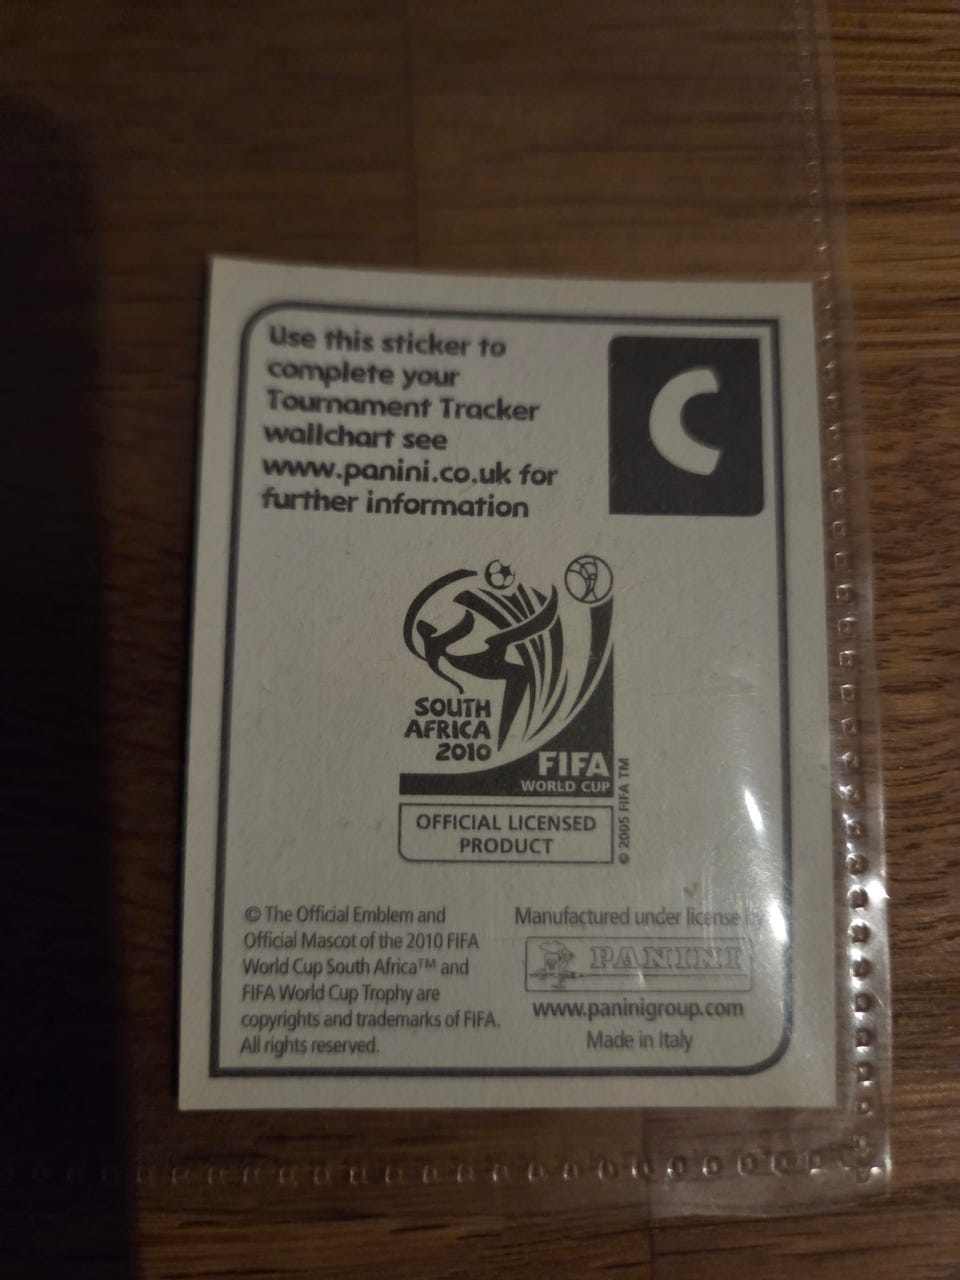 Use this sticker to
complete your
Tournament Tracker
wallchart see
www.panini.co.uk for
further information
C
SOUTH
AFRICA
2010
FIFA
WORLD CUP
© 2005 FIFA TM
OFFICIAL LICENSED
PRODUCT
© The Official Emblem and
Official Mascot of the 2010 FIFA
World Cup South Africa™ and
FIFA World Cup Trophy are
copyrights and trademarks of FIFA.
All rights reserved.
Manufactured under license by
PANINI
www.paninigroup.com
Made in Italy